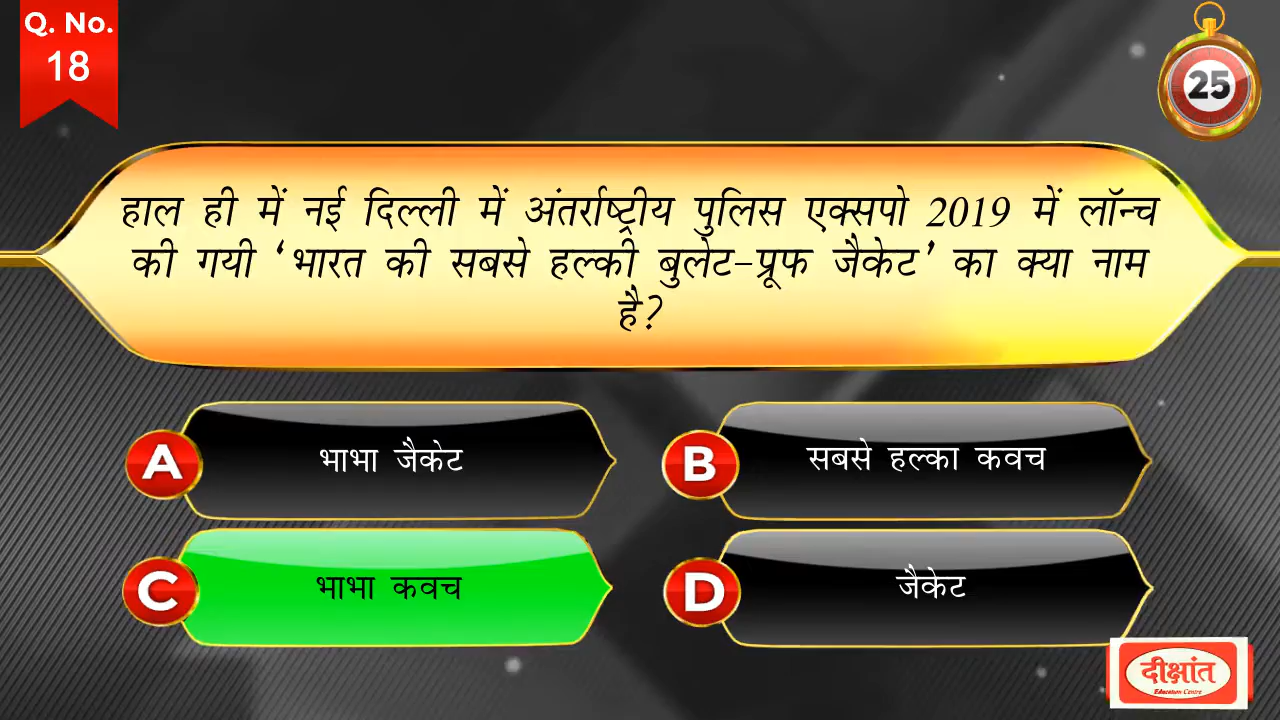 Q. No.
18
25
हाल ही में नई दिल्ली में अंतर्राष्ट्रीय पुलिस एक्सपो 2019 में लॉन्च
की गयी ‘भारत की सबसे हल्की बुलेट-प्रूफ जैकेट’ का क्या नाम
है?
A भाभा जैकेट
B सबसे हल्का कवच
C भाभा कवच
D जैकेट
दीक्षांत
Education Centre